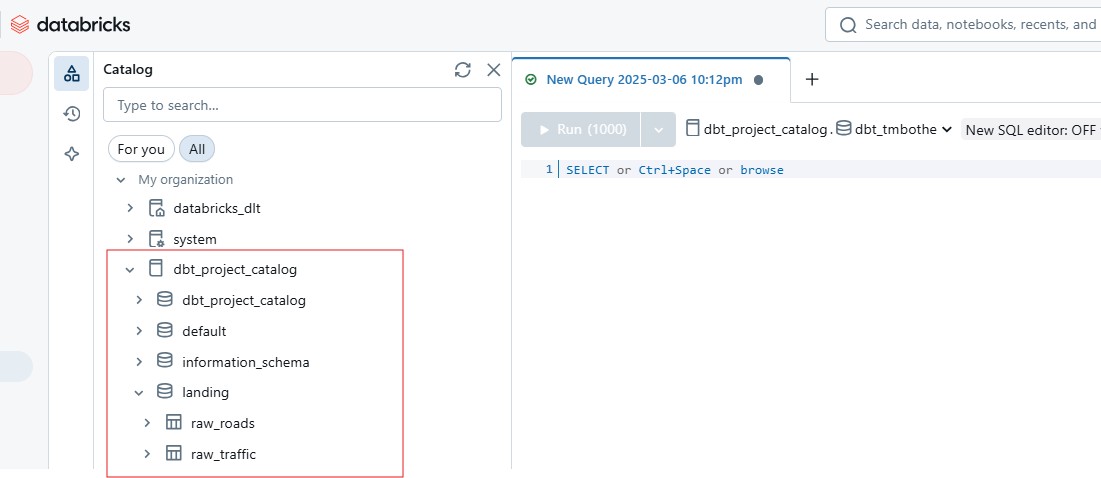 databricks
Search data, notebooks, recents, and
Catalog
Type to search...
For you
All
My organization
databricks_dlt
system
dbt_project_catalog
dbt_project_catalog
default
information_schema
landing
raw_roads
raw_traffic
New Query 2025-03-06 10:12pm
Run (1000)
dbt_project_catalog. dbt_tmbothe
New SQL editor: OFF
1 SELECT or Ctrl+Space or browse